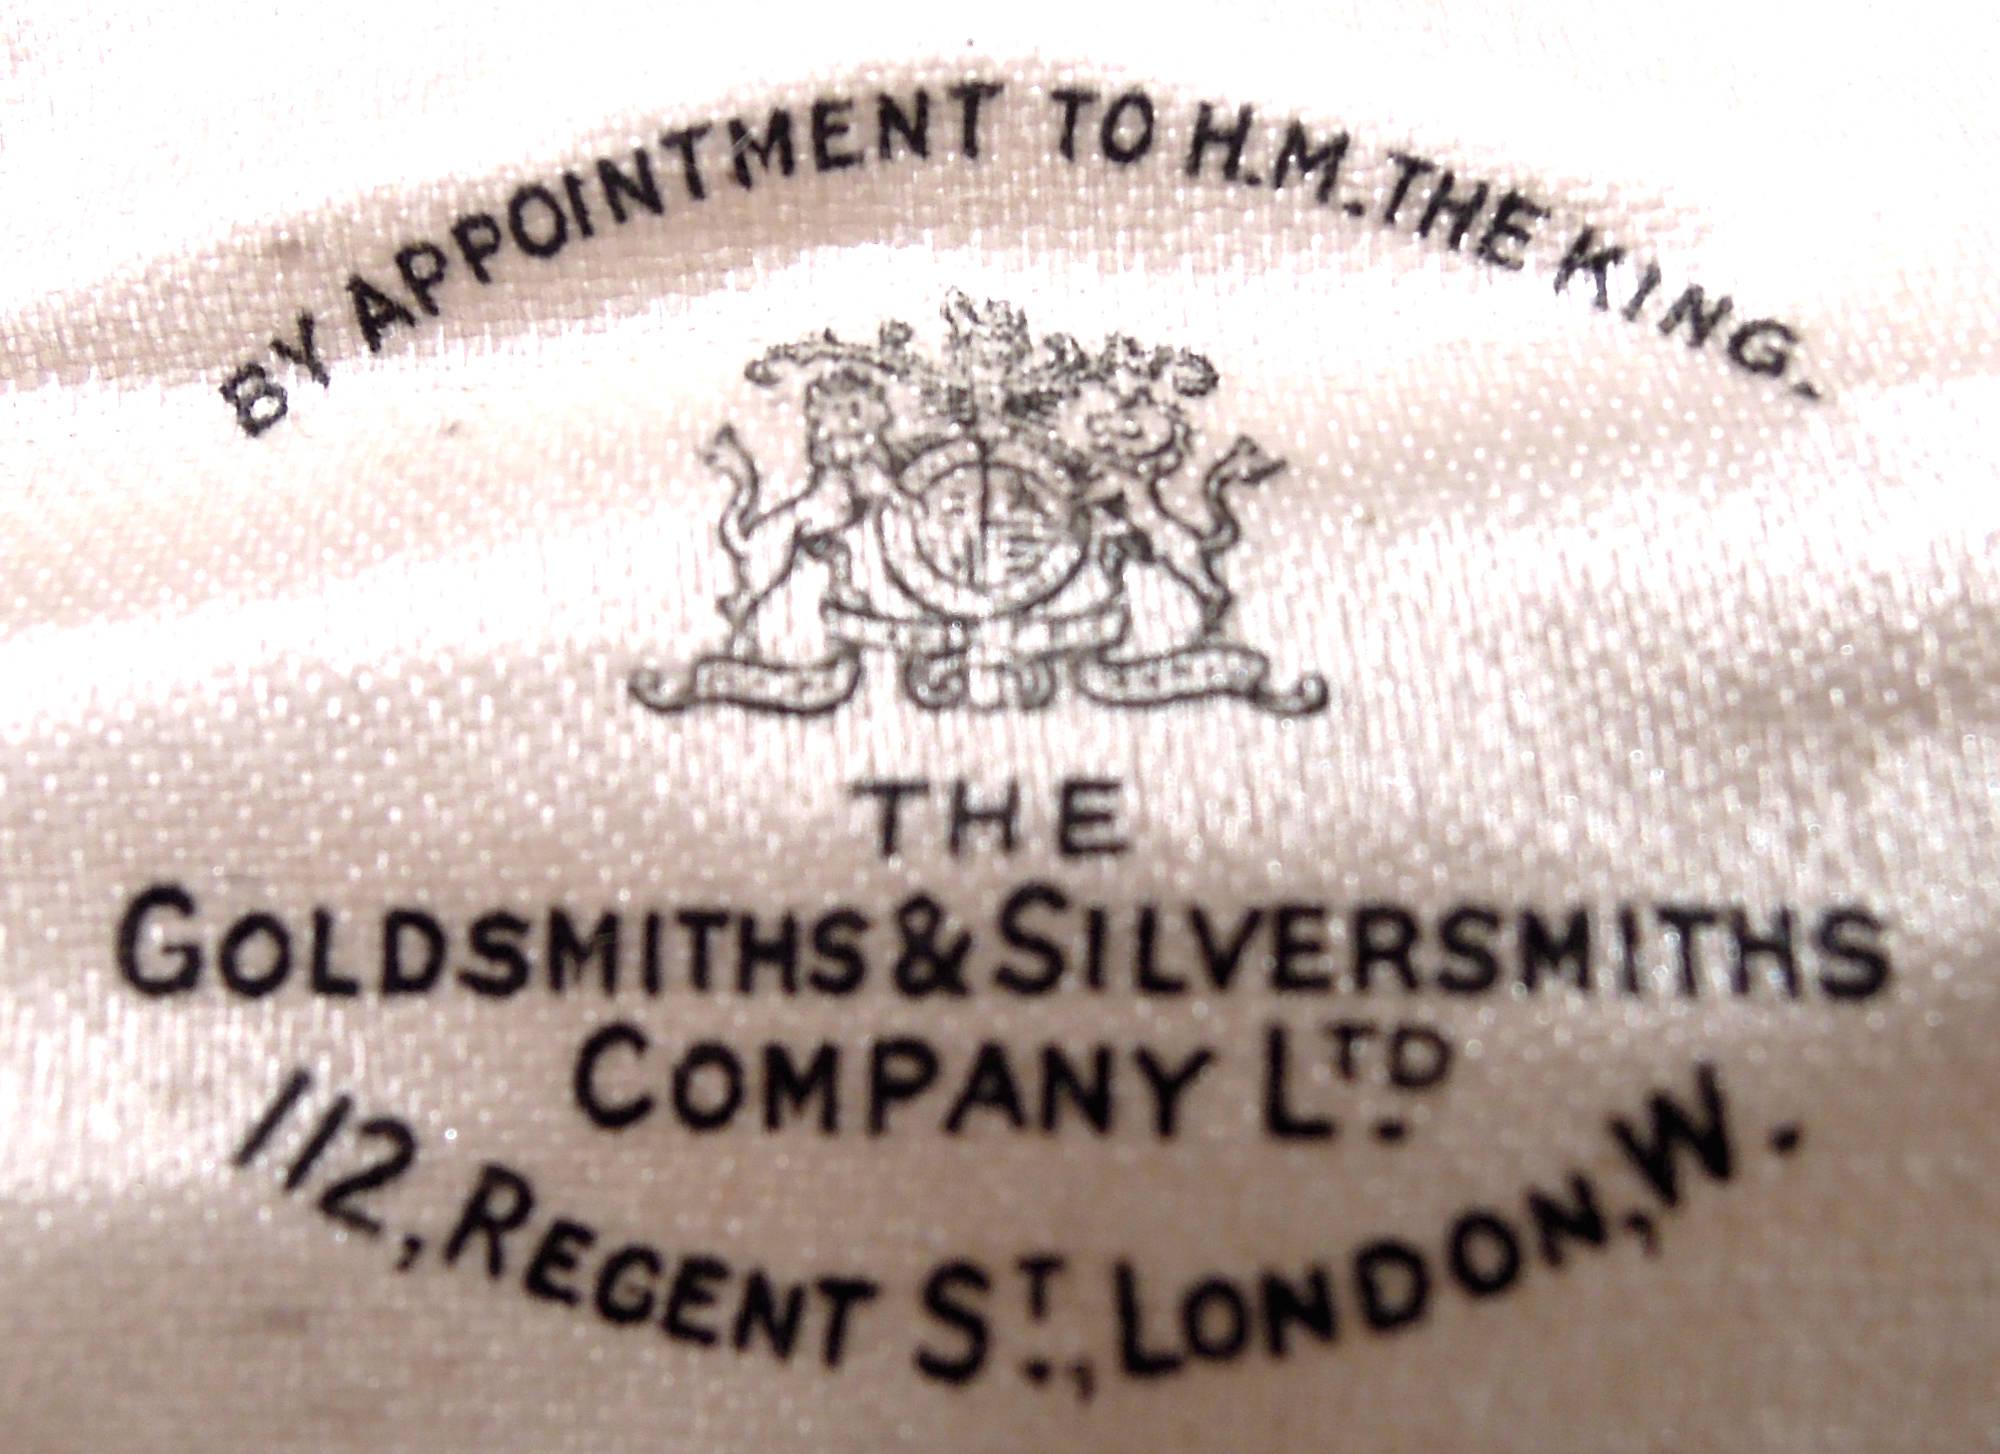 BY APPOINTMENT TO H.M. THE KING.
THE
GOLDSMITHS & SILVERSMITHS
COMPANY LTD.
112, REGENT ST., LONDON, W.